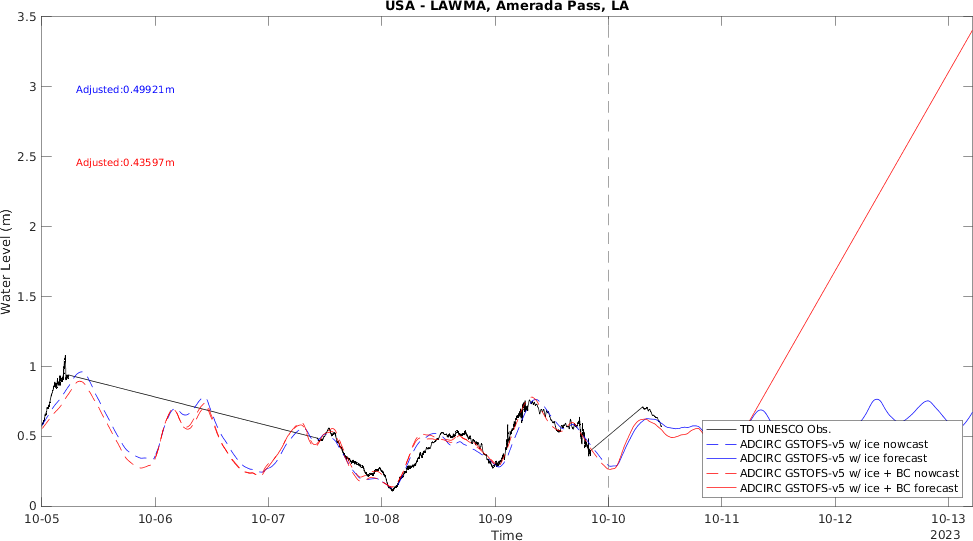 USA - LAWMA, Amerada Pass, LA
3.5
3
2.5
2
1.5
1
0.5
0
Water Level (m)
Adjusted:0.49921m
Adjusted:0.43597m
TD UNESCO Obs.
ADCIRC GSTOFS-v5 w/ ice nowcast
ADCIRC GSTOFS-v5 w/ ice forecast
ADCIRC GSTOFS-v5 w/ ice + BC nowcast
ADCIRC GSTOFS-v5 w/ ice + BC forecast
10-05 10-06 10-07 10-08 10-09 10-10 10-11 10-12 10-13
Time
2023